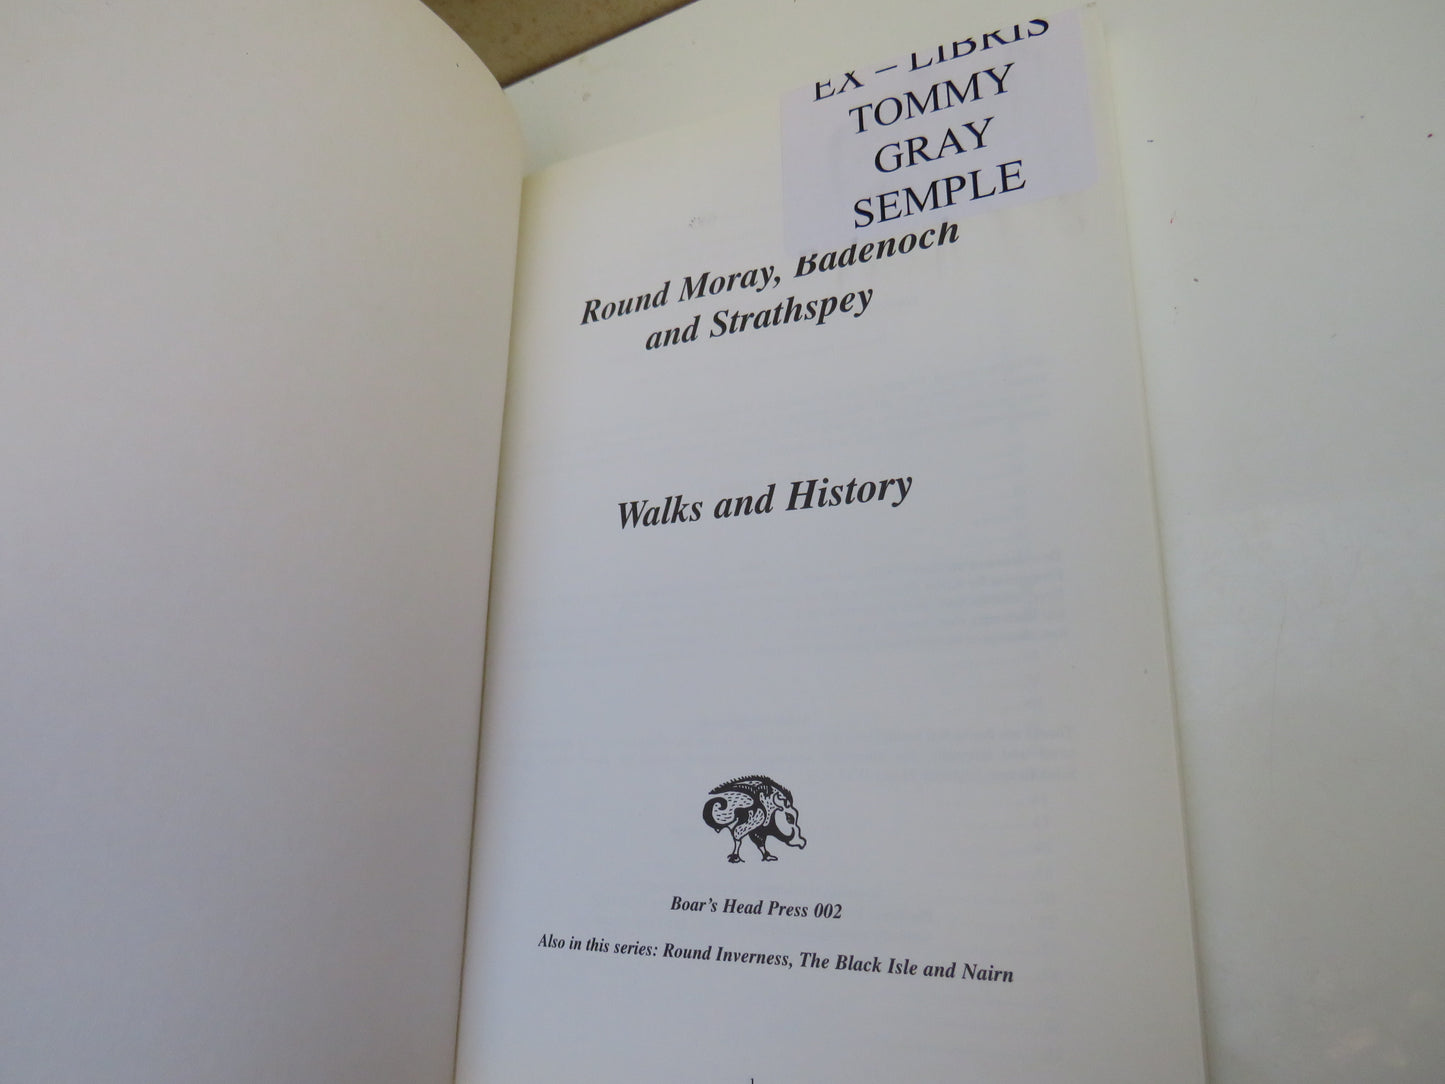 EX – LIBRIS
TOMMY
GRAY
SEMPLE
Round Moray, Badenoch
and Strathspey
Walks and History
Boar's Head Press 002
Also in this series: Round Inverness, The Black Isle and Nairn
1